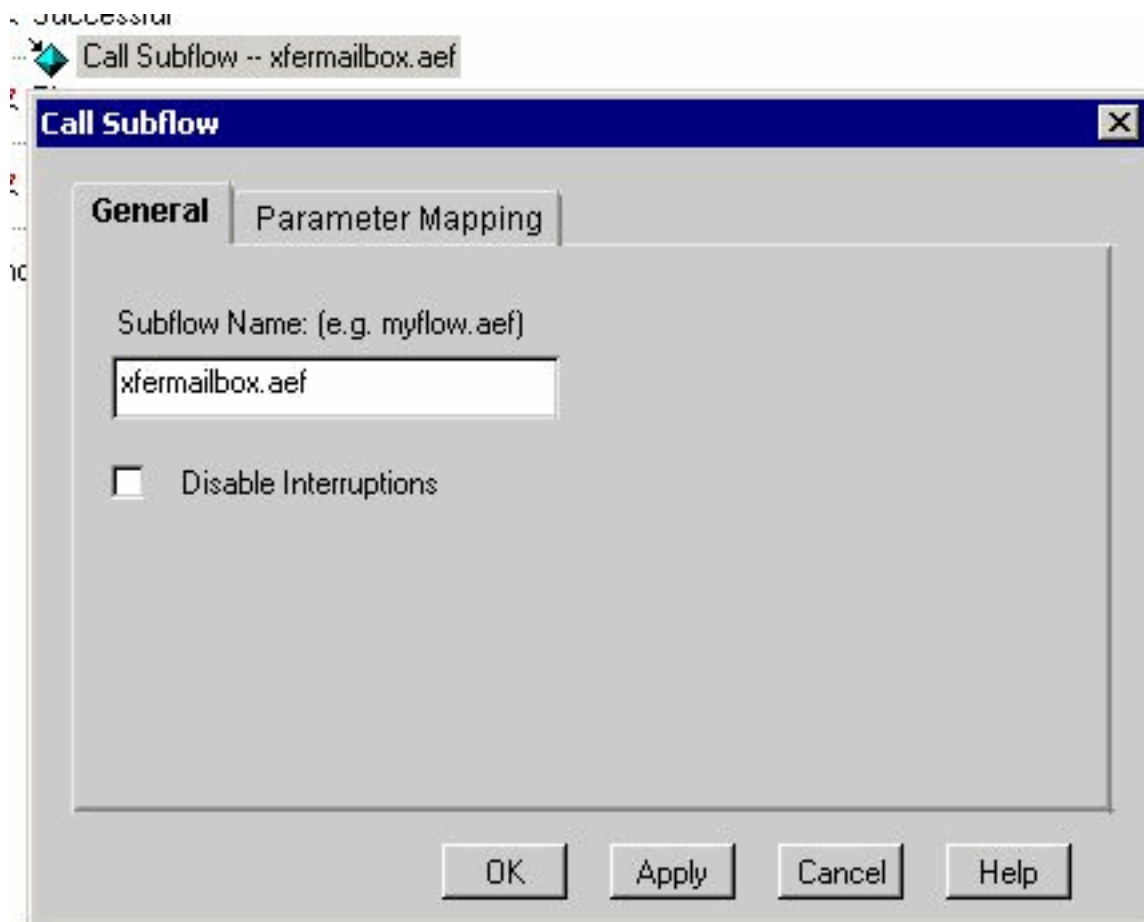 Successful
Call Subflow -- xfermailbox.aef
Call Subflow
General
Parameter Mapping
Subflow Name: (e.g. myflow.aef)
xfermailbox.aef
Disable Interruptions
OK
Apply
Cancel
Help